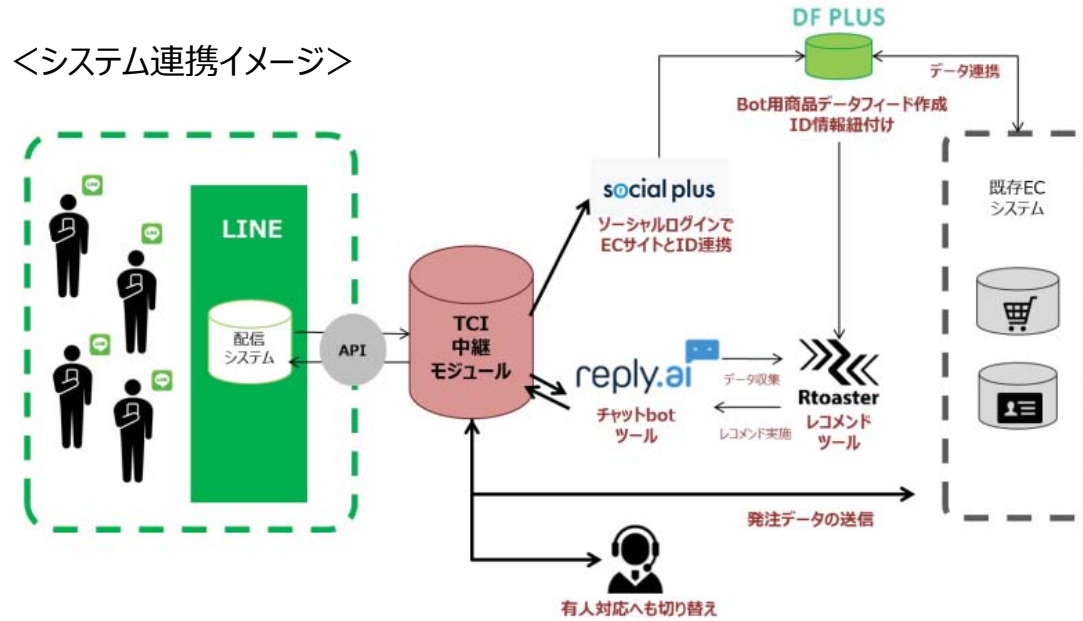 ＜システム連携イメージ＞
DF PLUS
データ連携
Bot用商品データフィード作成
ID情報紐付け
既存EC
システム
social plus
ソーシャルログインで
ECサイトとID連携
LINE
LINE
LINE
LINE
LINE
配信
システム
API
TCI
中継
モジュール
reply.ai
チャットbot
ツール
データ収集
レコメンド実施
Rtoaster
レコメンド
ツール
発注データの送信
有人対応へも切り替え